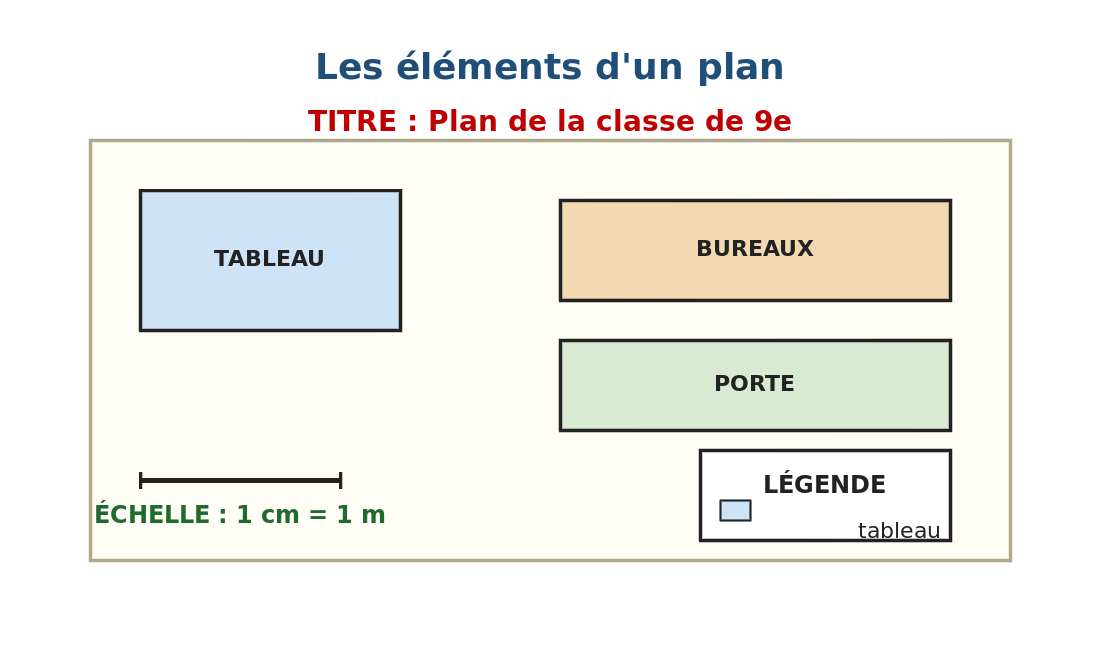 Les éléments d'un plan
TITRE : Plan de la classe de 9e
TABLEAU
BUREAUX
PORTE
ÉCHELLE : 1 cm = 1 m
LÉGENDE
tableau